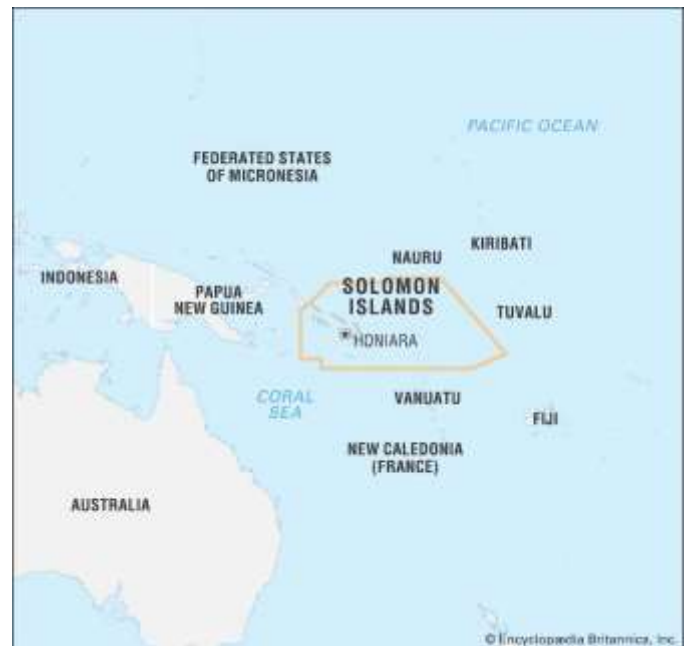 PACIFIC OCEAN
FEDERATED STATES
OF MICRONESIA
KIRIBATI
NAURU
INDONESIA
PAPUA
NEW GUINEA
SOLOMON
ISLANDS
TUVALU
HONIARA
CORAL
SEA
VANUATU
FIJI
NEW CALEDONIA
(FRANCE)
AUSTRALIA
© Encyclopædia Britannica, Inc.